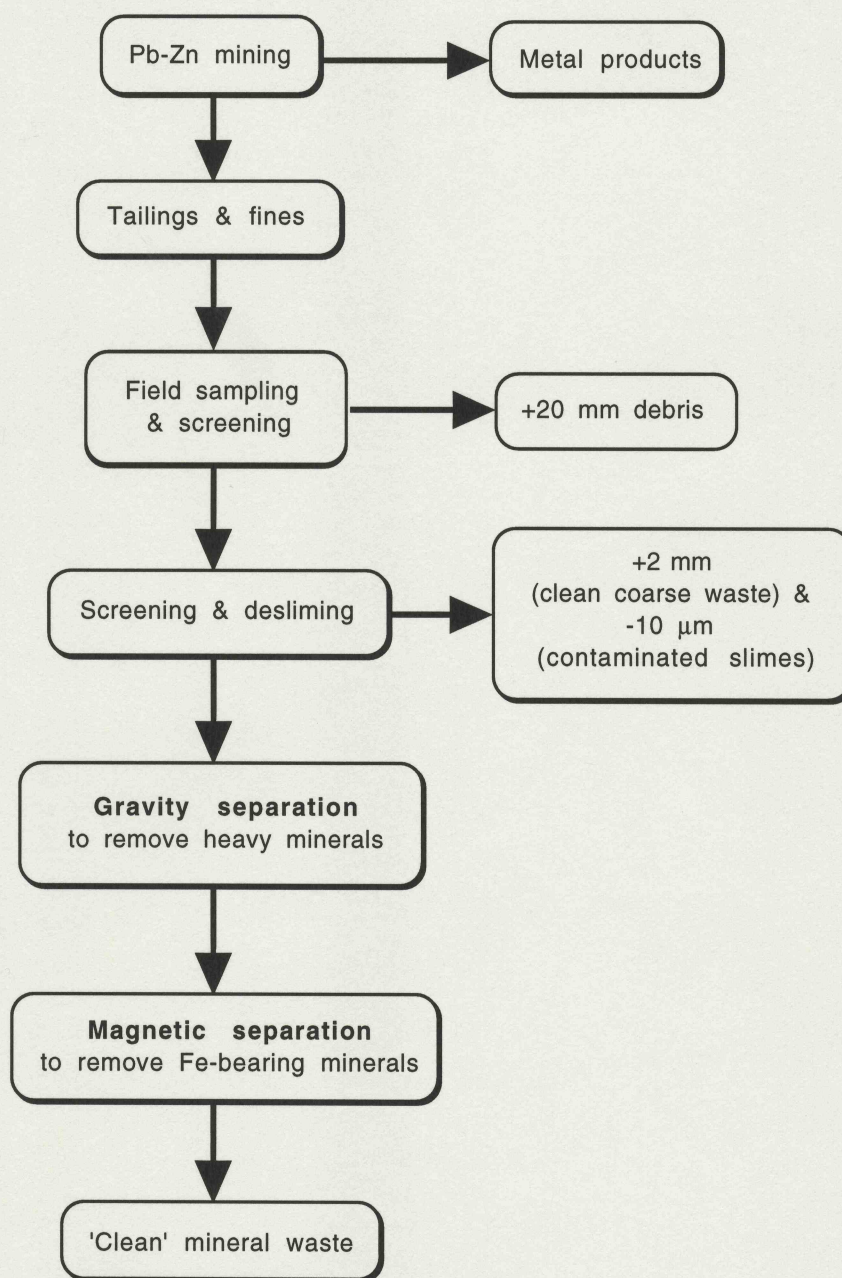 Pb-Zn mining
Metal products
Tailings & fines
Field sampling
& screening
+20 mm debris
Screening & desliming
+2 mm
(clean coarse waste) &
-10 μm
(contaminated slimes)
Gravity separation
to remove heavy minerals
Magnetic separation
to remove Fe-bearing minerals
'Clean' mineral waste